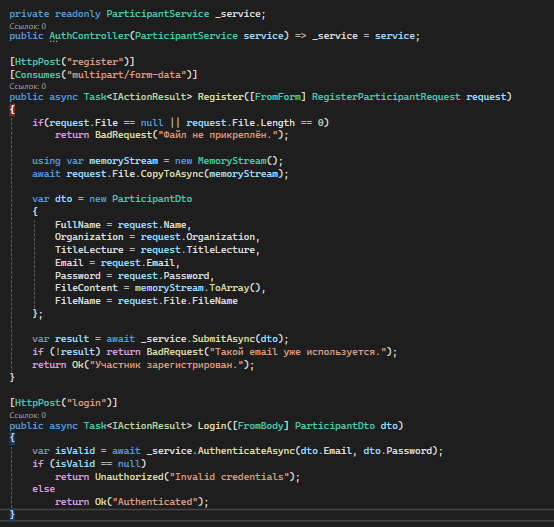 private readonly ParticipantService _service;
Ссылок: 0
public AuthController(ParticipantService service) => _service = service;
[HttpPost("register")]
[Consumes("multipart/form-data")]
Ссылок: 0
public async Task<IActionResult> Register([FromForm] RegisterParticipantRequest request)
{
if(request.File == null || request.File.Length == 0)
return BadRequest("Файл не прикреплён.");
using var memoryStream = new MemoryStream();
await request.File.CopyToAsync(memoryStream);
var dto = new ParticipantDto
{
FullName = request.Name,
Organization = request.Organization,
TitleLecture = request.TitleLecture,
Email = request.Email,
Password = request.Password,
FileContent = memoryStream.ToArray(),
FileName = request.File.FileName
};
var result = await _service.SubmitAsync(dto);
if (!result) return BadRequest("Такой email уже используется.");
return Ok("Участник зарегистрирован.");
}
[HttpPost("login")]
Ссылок: 0
public async Task<IActionResult> Login([FromBody] ParticipantDto dto)
{
var isValid = await _service.AuthenticateAsync(dto.Email, dto.Password);
if (isValid == null)
return Unauthorized("Invalid credentials");
else
return Ok("Authenticated");
}